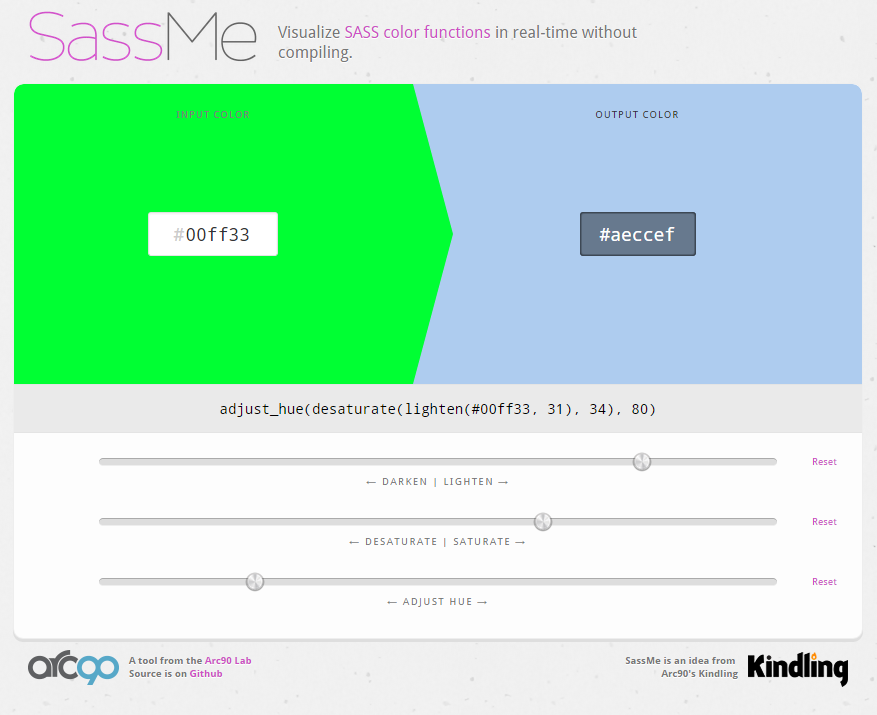 SassMe
Visualize SASS color functions in real-time without
compiling.
INPUT COLOR
OUTPUT COLOR
#00ff33
#aeccef
adjust_hue(desaturate(lighten(#00ff33, 31), 34), 80)
Reset
← DARKEN | LIGHTEN →
Reset
← DESATURATE | SATURATE →
Reset
← ADJUST HUE →
arc90
A tool from the Arc90 Lab
Source is on Github
SassMe is an idea from
Arc90's Kindling
Kindling